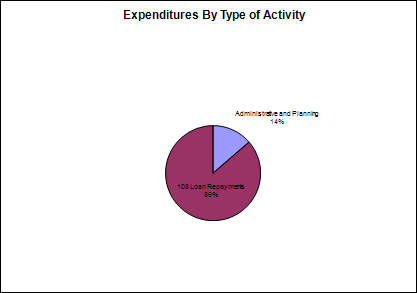 Expenditures By Type of Activity
Administrative and Planning
14%
108 Loan Repayments
86%